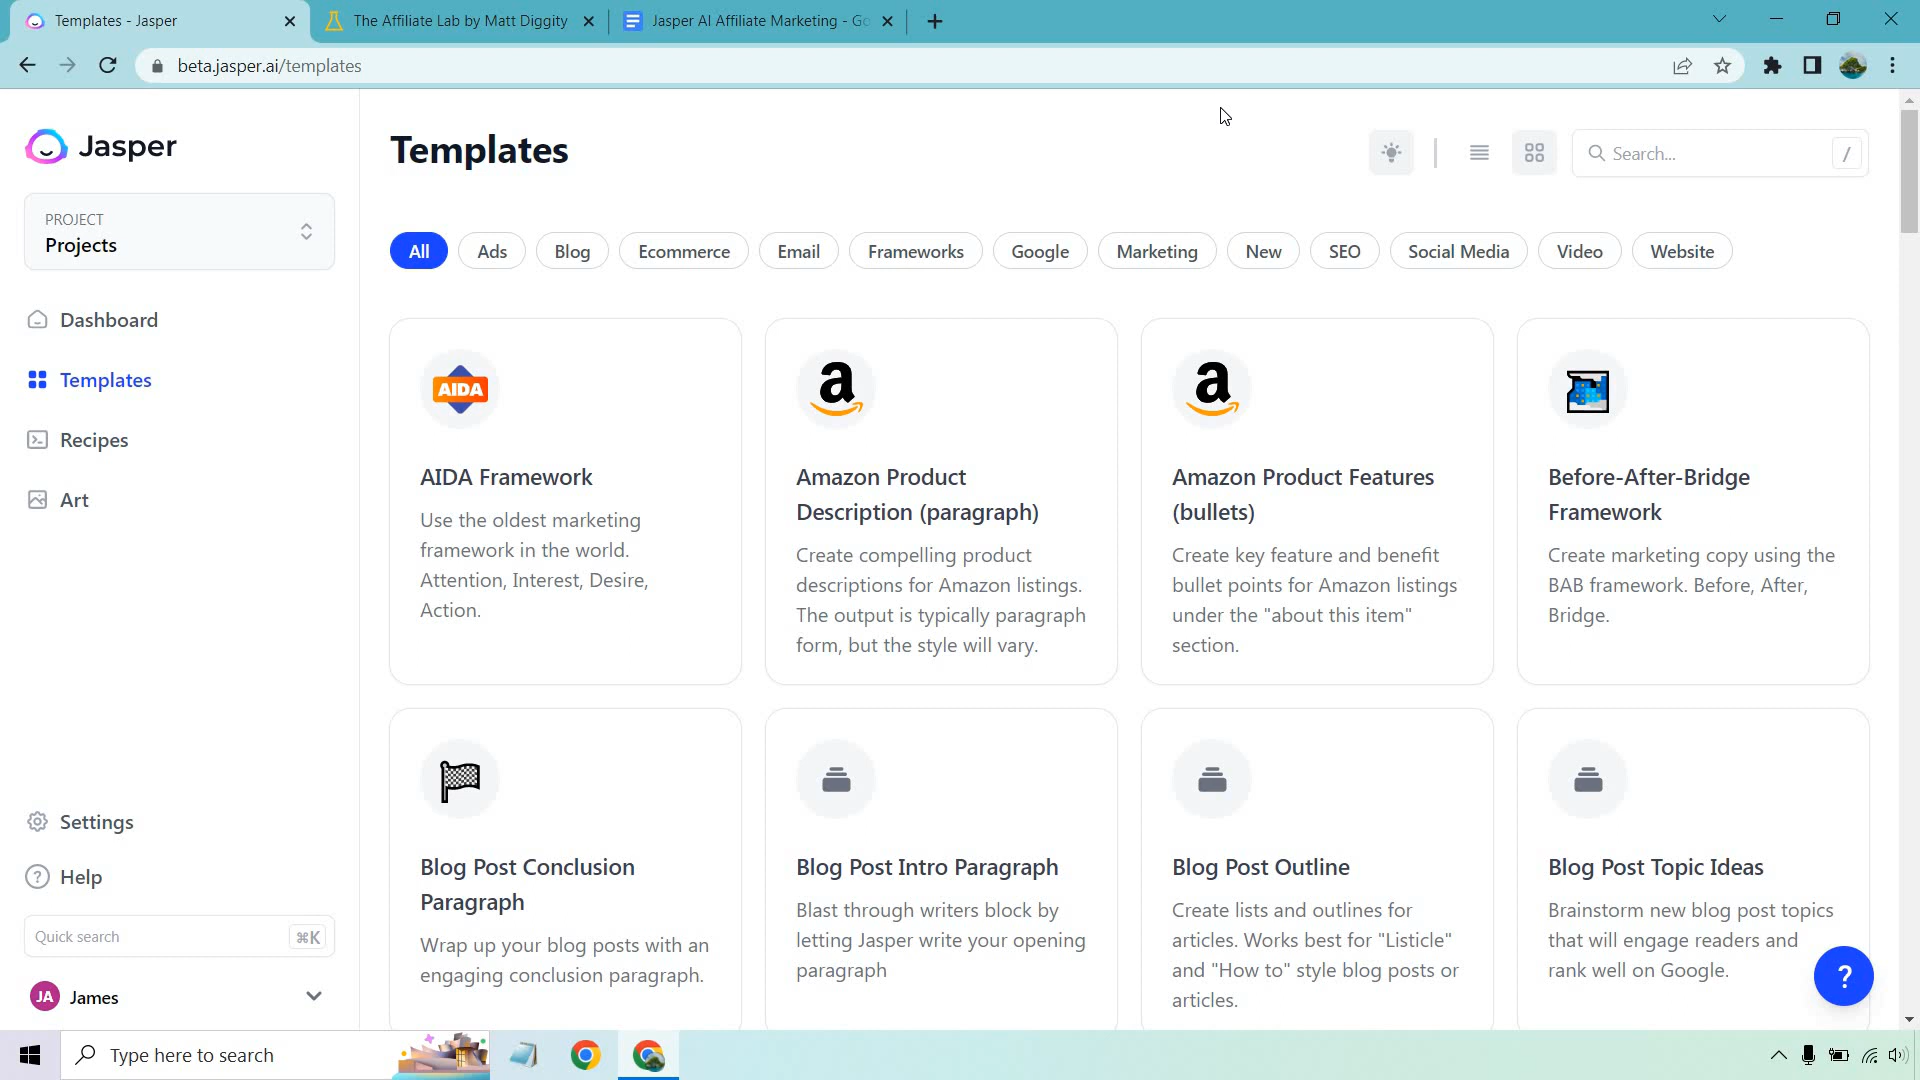 Templates - Jasper
The Affiliate Lab by Matt Diggity
Jasper AI Affiliate Marketing - Go
beta.jasper.ai/templates
Jasper
PROJECT
Projects
Dashboard
Templates
Recipes
Art
Settings
Help
Quick search
⌘K
JA
James
Templates
Search...
/
All
Ads
Blog
Ecommerce
Email
Frameworks
Google
Marketing
New
SEO
Social Media
Video
Website
AIDA
AIDA Framework
Use the oldest marketing
framework in the world.
Attention, Interest, Desire,
Action.
a
Amazon Product
Description (paragraph)
Create compelling product
descriptions for Amazon listings.
The output is typically paragraph
form, but the style will vary.
a
Amazon Product Features
(bullets)
Create key feature and benefit
bullet points for Amazon listings
under the "about this item"
section.
Before-After-Bridge
Framework
Create marketing copy using the
BAB framework. Before, After,
Bridge.
Blog Post Conclusion
Paragraph
Wrap up your blog posts with an
engaging conclusion paragraph.
Blog Post Intro Paragraph
Blast through writers block by
letting Jasper write your opening
paragraph
Blog Post Outline
Create lists and outlines for
articles. Works best for "Listicle"
and "How to" style blog posts or
articles.
Blog Post Topic Ideas
Brainstorm new blog post topics
that will engage readers and
rank well on Google.
?
Type here to search